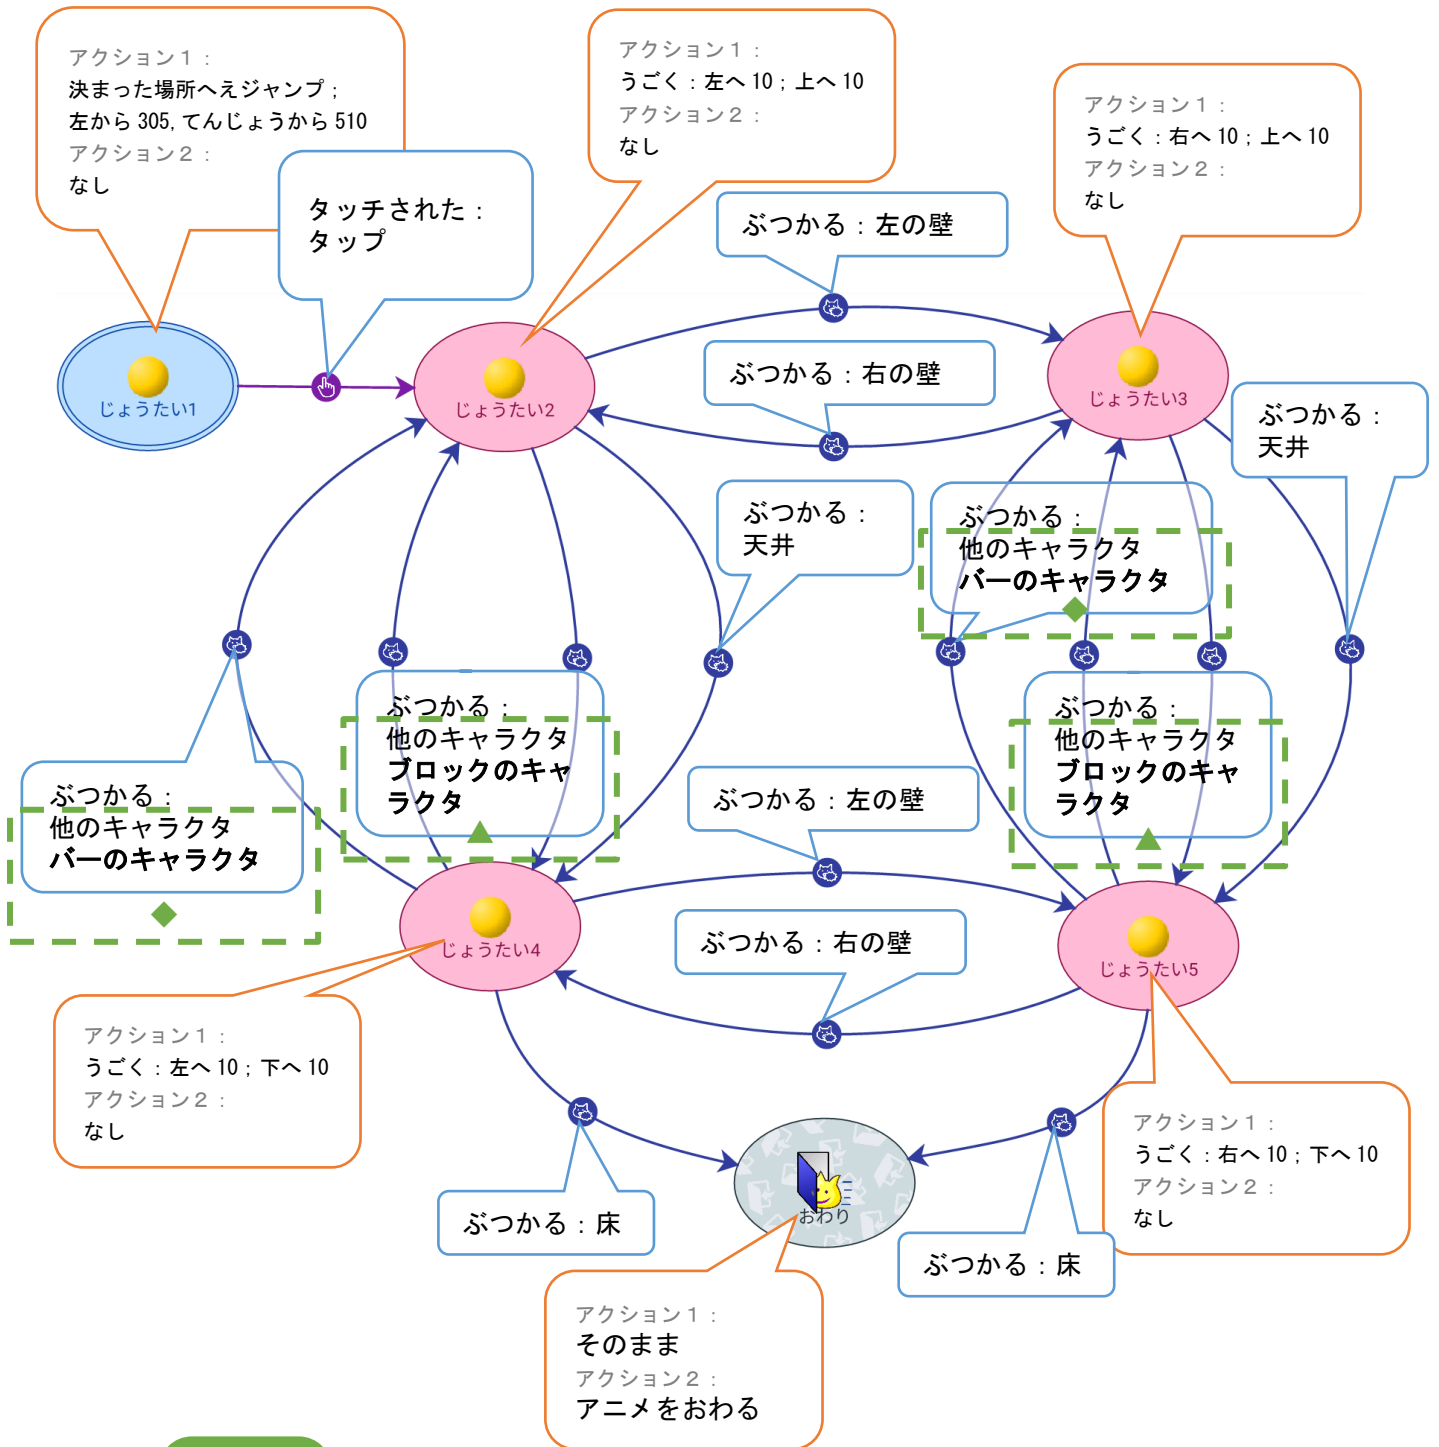 アクション１：
決まった場所へえジャンプ；
左から 305, てんじょうから 510
アクション２：
なし
タッチされた：
タップ
アクション１：
うごく：左へ 10；上へ 10
アクション２：
なし
アクション１：
うごく：右へ 10；上へ 10
アクション２：
なし
ぶつかる：左の壁
ぶつかる：右の壁
じょうたい1
じょうたい2
じょうたい3
ぶつかる：
天井
ぶつかる：
天井
ぶつかる：
他のキャラクタ
バーのキャラクタ
ぶつかる：
他のキャラクタ
バーのキャラクタ
ぶつかる：
他のキャラクタ
ブロックのキャ
ラクタ
ぶつかる：
他のキャラクタ
ブロックのキャ
ラクタ
ぶつかる：左の壁
ぶつかる：右の壁
じょうたい4
じょうたい5
アクション１：
うごく：左へ 10；下へ 10
アクション２：
なし
アクション１：
うごく：右へ 10；下へ 10
アクション２：
なし
ぶつかる：床
おわり
ぶつかる：床
アクション１：
そのまま
アクション２：
アニメをおわる